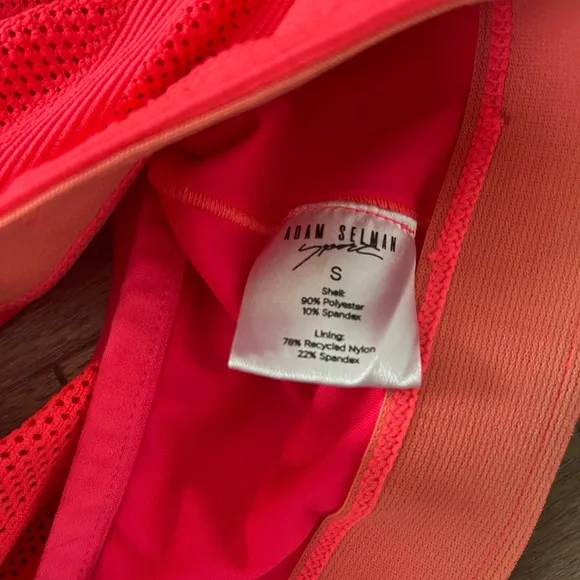 ADAM SELMAN
Sport
S
Shell:
90% Polyester
10% Spandex
Lining:
78% Recycled Nylon
22% Spandex